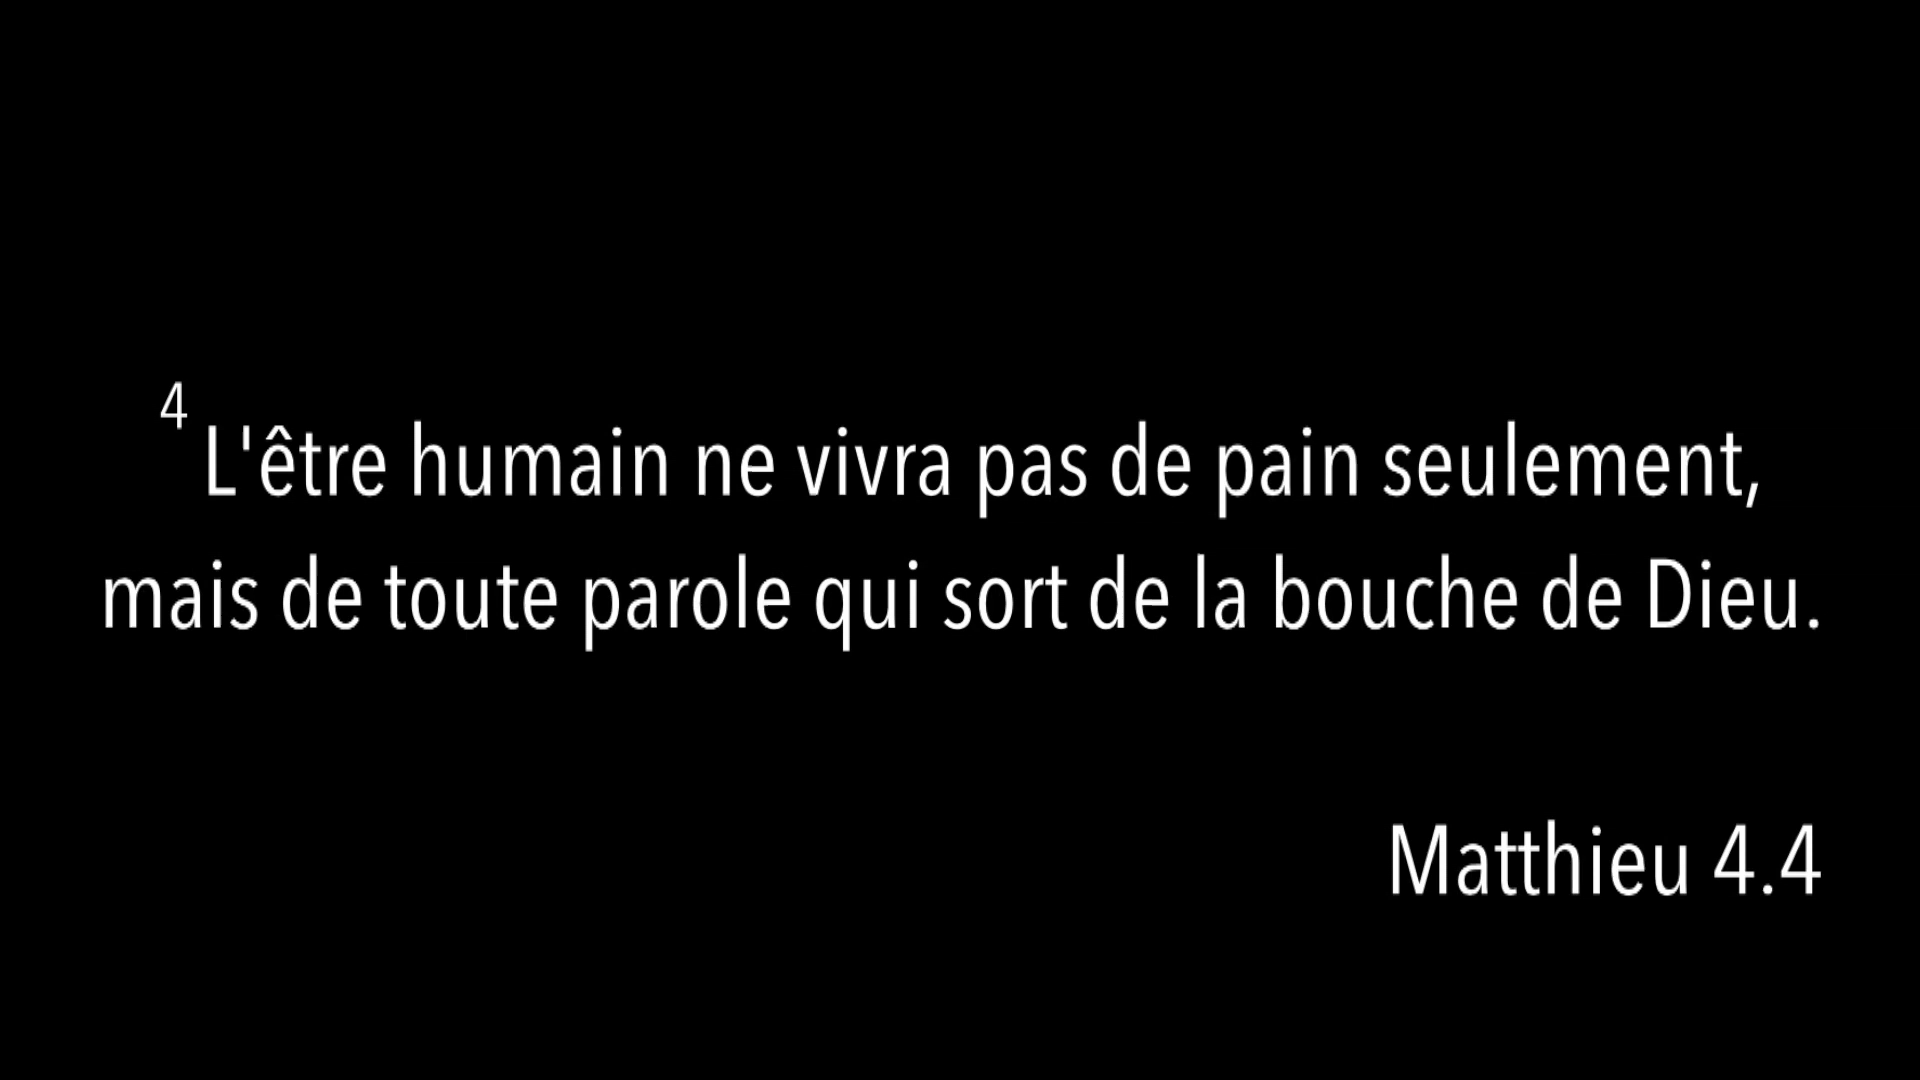 4 L'être humain ne vivra pas de pain seulement,
mais de toute parole qui sort de la bouche de Dieu.
Matthieu 4.4